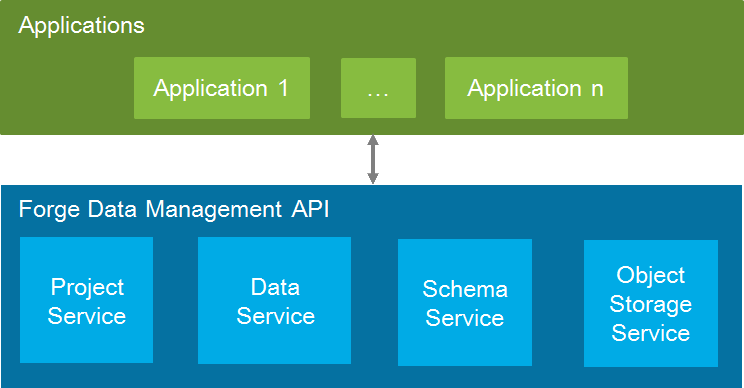 Applications
Application 1
...
Application n
Forge Data Management API
Project
Service
Data
Service
Schema
Service
Object
Storage
Service